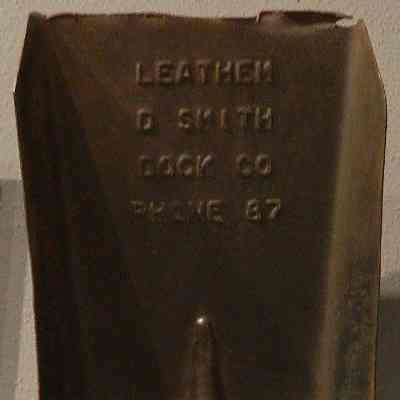 LEATHEM
D SMITH
DOCK CO
PHONE 87